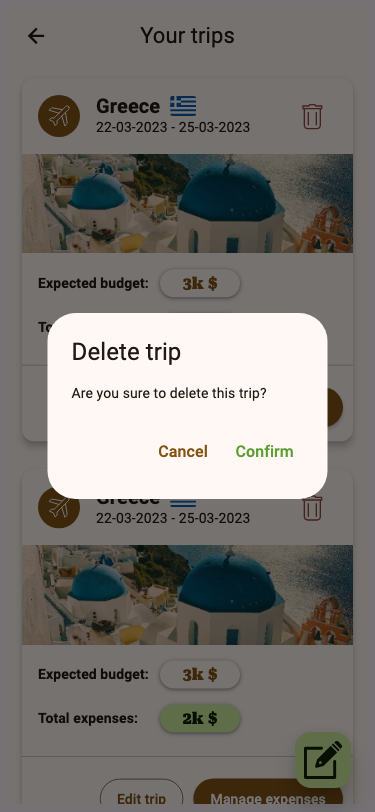 Your trips
Greece
22-03-2023 - 25-03-2023
Expected budget: 3k $
Delete trip
Are you sure to delete this trip?
Cancel Confirm
Greece
22-03-2023 - 25-03-2023
Expected budget: 3k $
Total expenses: 2k $
Edit trip Manage expenses